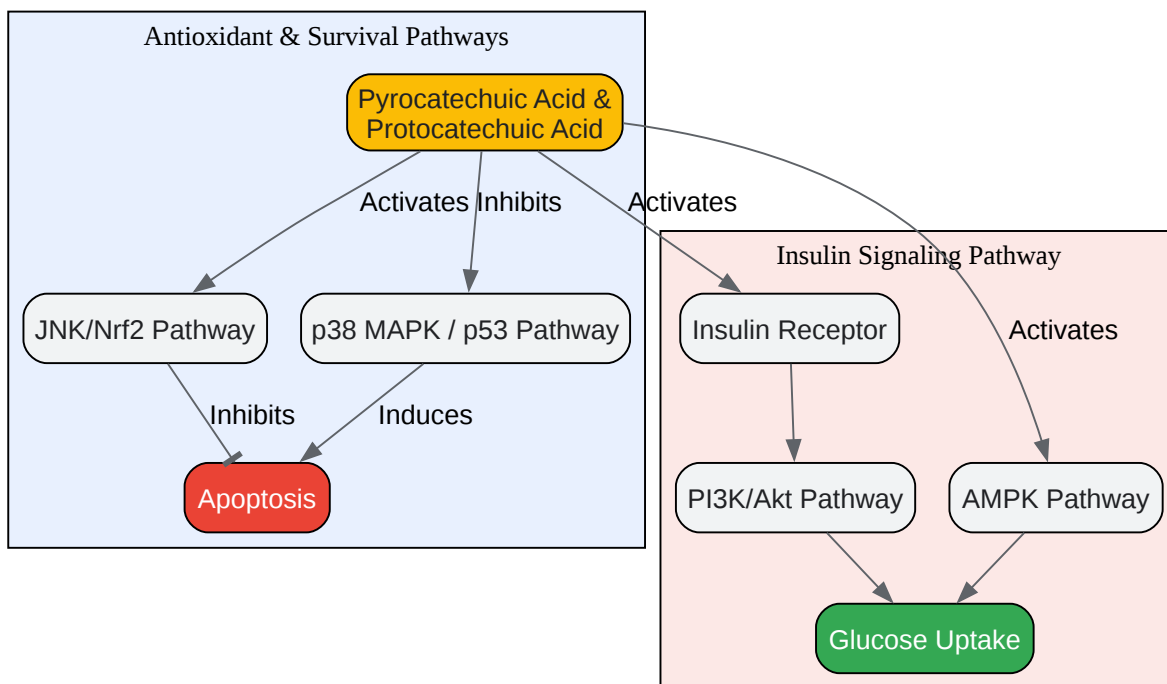 Antioxidant & Survival Pathways
Pyrocatechuic Acid &
Protocatechuic Acid
Activates
Inhibits
Activates
Insulin Signaling Pathway
JNK/Nrf2 Pathway
p38 MAPK / p53 Pathway
Insulin Receptor
Activates
Inhibits
Induces
Apoptosis
PI3K/Akt Pathway
AMPK Pathway
Glucose Uptake